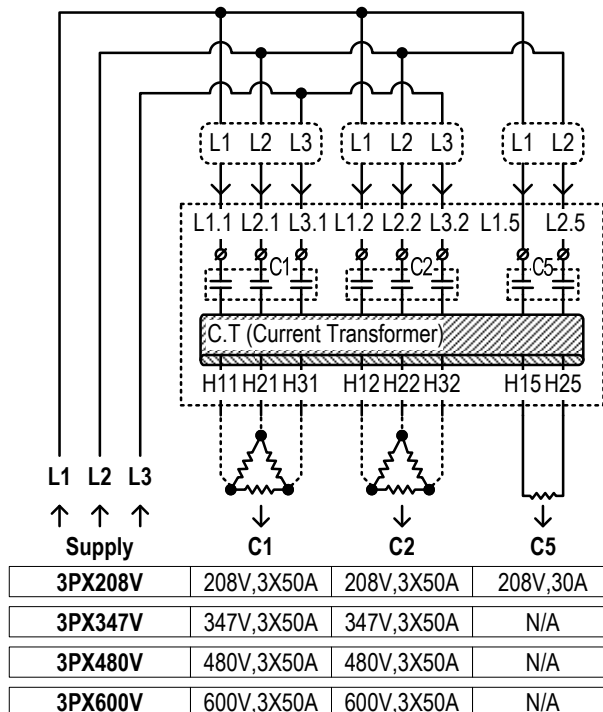 L1 L2 L3 L1 L2 L3 L1 L2
L1.1 L2.1 L3.1 L1.2 L2.2 L3.2 L1.5 L2.5
C1 C2 C5
C.T (Current Transformer)
H11 H21 H31 H12 H22 H32 H15 H25
L1 L2 L3
Supply C1 C2 C5
3PX208V 208V,3X50A 208V,3X50A 208V,30A
3PX347V 347V,3X50A 347V,3X50A N/A
3PX480V 480V,3X50A 480V,3X50A N/A
3PX600V 600V,3X50A 600V,3X50A N/A